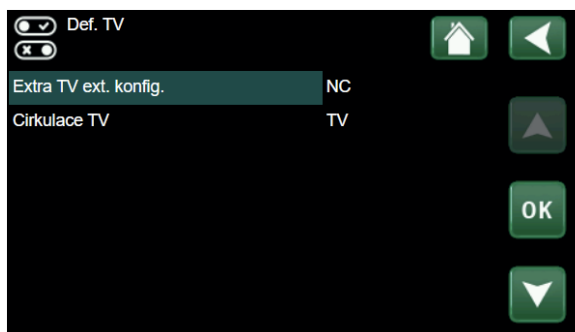 Def. TV
Extra TV ext. konfig. NC
Cirkulace TV TV
OK